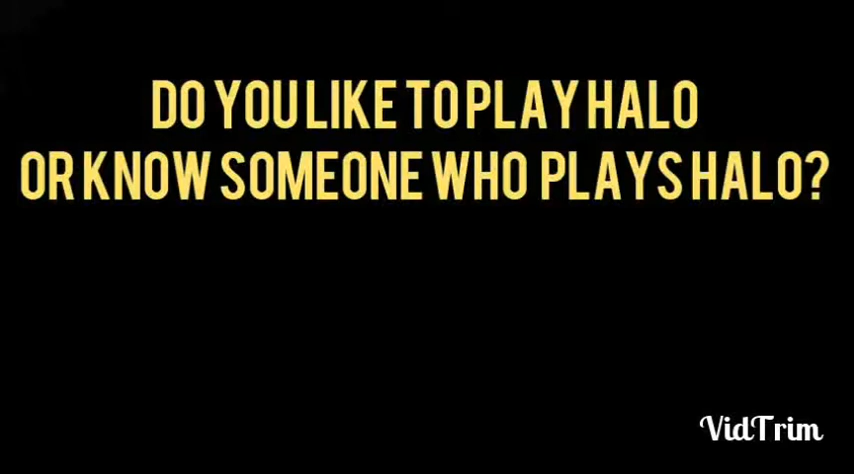 DO YOU LIKE TO PLAY HALO
OR KNOW SOMEONE WHO PLAYS HALO?
VidTrim